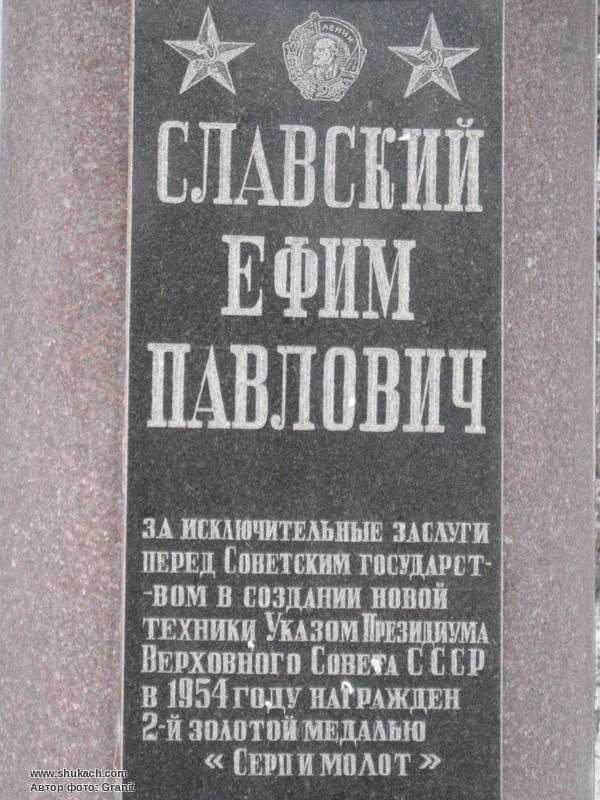 ЛЕНИН
СЛАВСКИЙ
ЕФИМ
ПАВЛОВИЧ
ЗА ИСКЛЮЧИТЕЛЬНЫЕ ЗАСЛУГИ
ПЕРЕД СОВЕТСКИМ ГОСУДАРСТ-
-ВОМ В СОЗДАНИИ НОВОЙ
ТЕХНИКИ УКАЗОМ ПРЕЗИДИУМА
ВЕРХОВНОГО СОВЕТА СССР
В 1954 ГОДУ НАГРАЖДЕН
2-Й ЗОЛОТОЙ МЕДАЛЬЮ
« СЕРП И МОЛОТ »
www.shukach.com
Автор фото: Granit